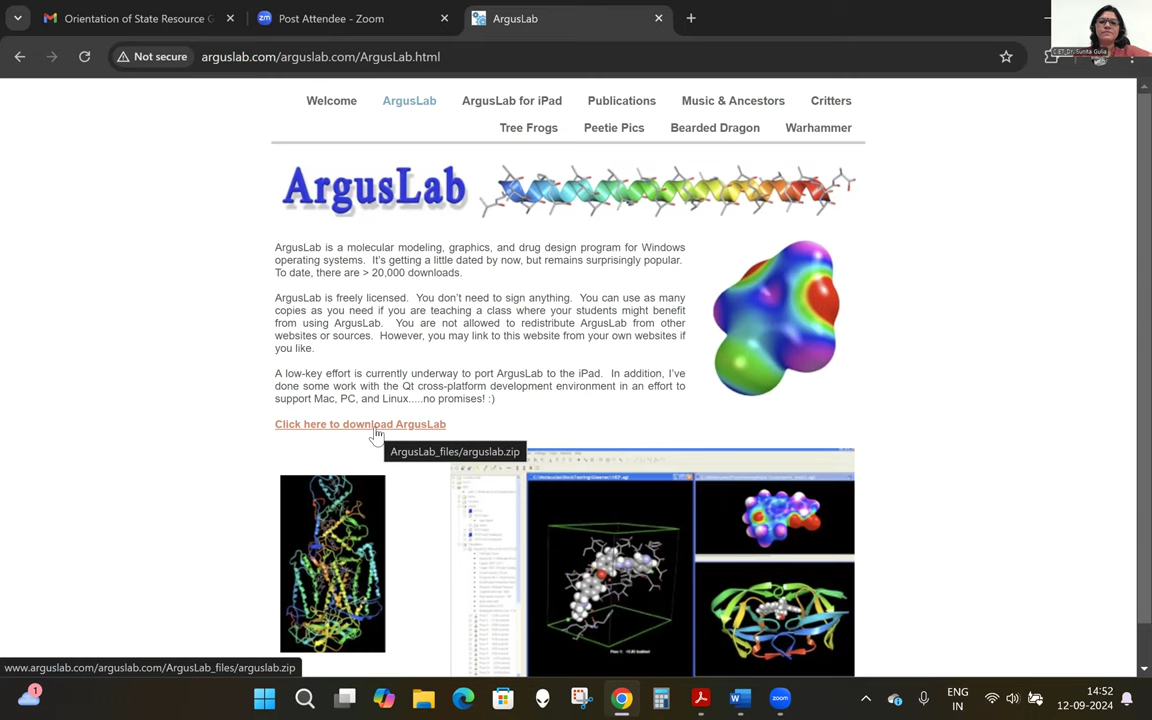 Orientation of State Resource G
Post Attendee - Zoom
ArgusLab
Not secure
arguslab.com/arguslab.com/ArgusLab.html
CIET Dr. Sunita Gulia
Welcome
ArgusLab
ArgusLab for iPad
Publications
Music & Ancestors
Critters
Tree Frogs
Peetie Pics
Bearded Dragon
Warhammer
ArgusLab
ArgusLab is a molecular modeling, graphics, and drug design program for Windows
operating systems. It's getting a little dated by now, but remains surprisingly popular.
To date, there are > 20,000 downloads.
ArgusLab is freely licensed. You don't need to sign anything. You can use as many
copies as you need if you are teaching a class where your students might benefit
from using ArgusLab. You are not allowed to redistribute ArgusLab from other
websites or sources. However, you may link to this website from your own websites if
you like.
A low-key effort is currently underway to port ArgusLab to the iPad. In addition, I've
done some work with the Qt cross-platform development environment in an effort to
support Mac, PC, and Linux.....no promises! :)
Click here to download ArgusLab
ArgusLab_files/arguslab.zip
www.arguslab.com/arguslab.com/ArgusLab_files/arguslab.zip
1
ENG
IN
14:52
12-09-2024